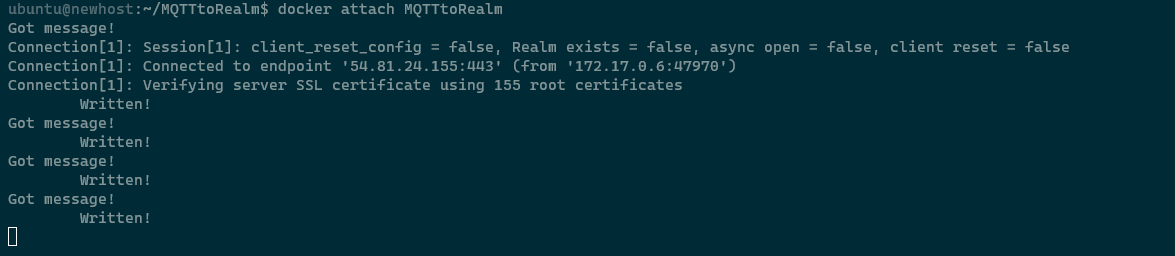 ubuntu@newhost:~/MQTTtoRealm$ docker attach MQTTtoRealm
Got message!
Connection[1]: Session[1]: client_reset_config = false, Realm exists = false, async open = false, client reset = false
Connection[1]: Connected to endpoint '54.81.24.155:443' (from '172.17.0.6:47970')
Connection[1]: Verifying server SSL certificate using 155 root certificates
        Written!
Got message!
        Written!
Got message!
        Written!
Got message!
        Written!